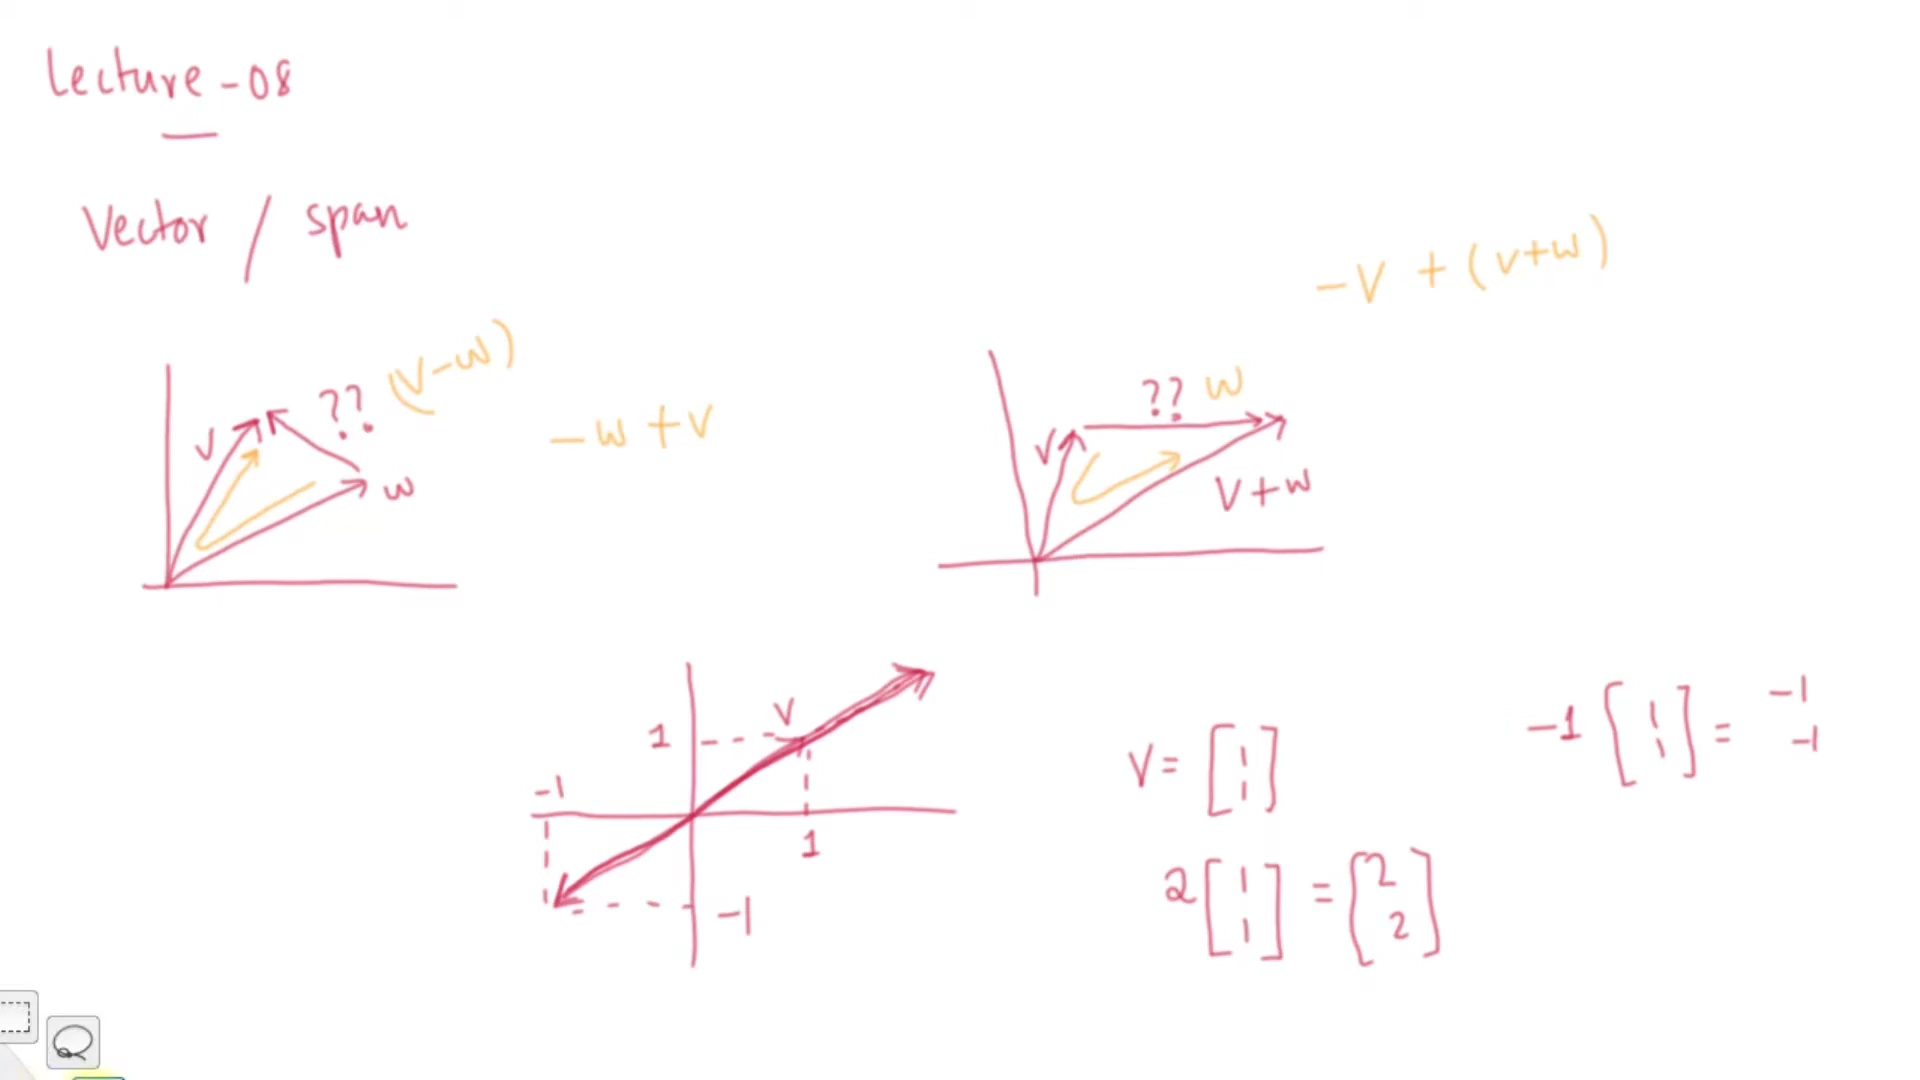 Lecture - 08
Vector / span
-v + (v+w)
v
?? (v-w)
w
-w + v
v
?? w
v+w
1
v
-1
1
-1
v = [1
1]
2 [1
1] = [2
2]
-1 [1
1] = -1
-1